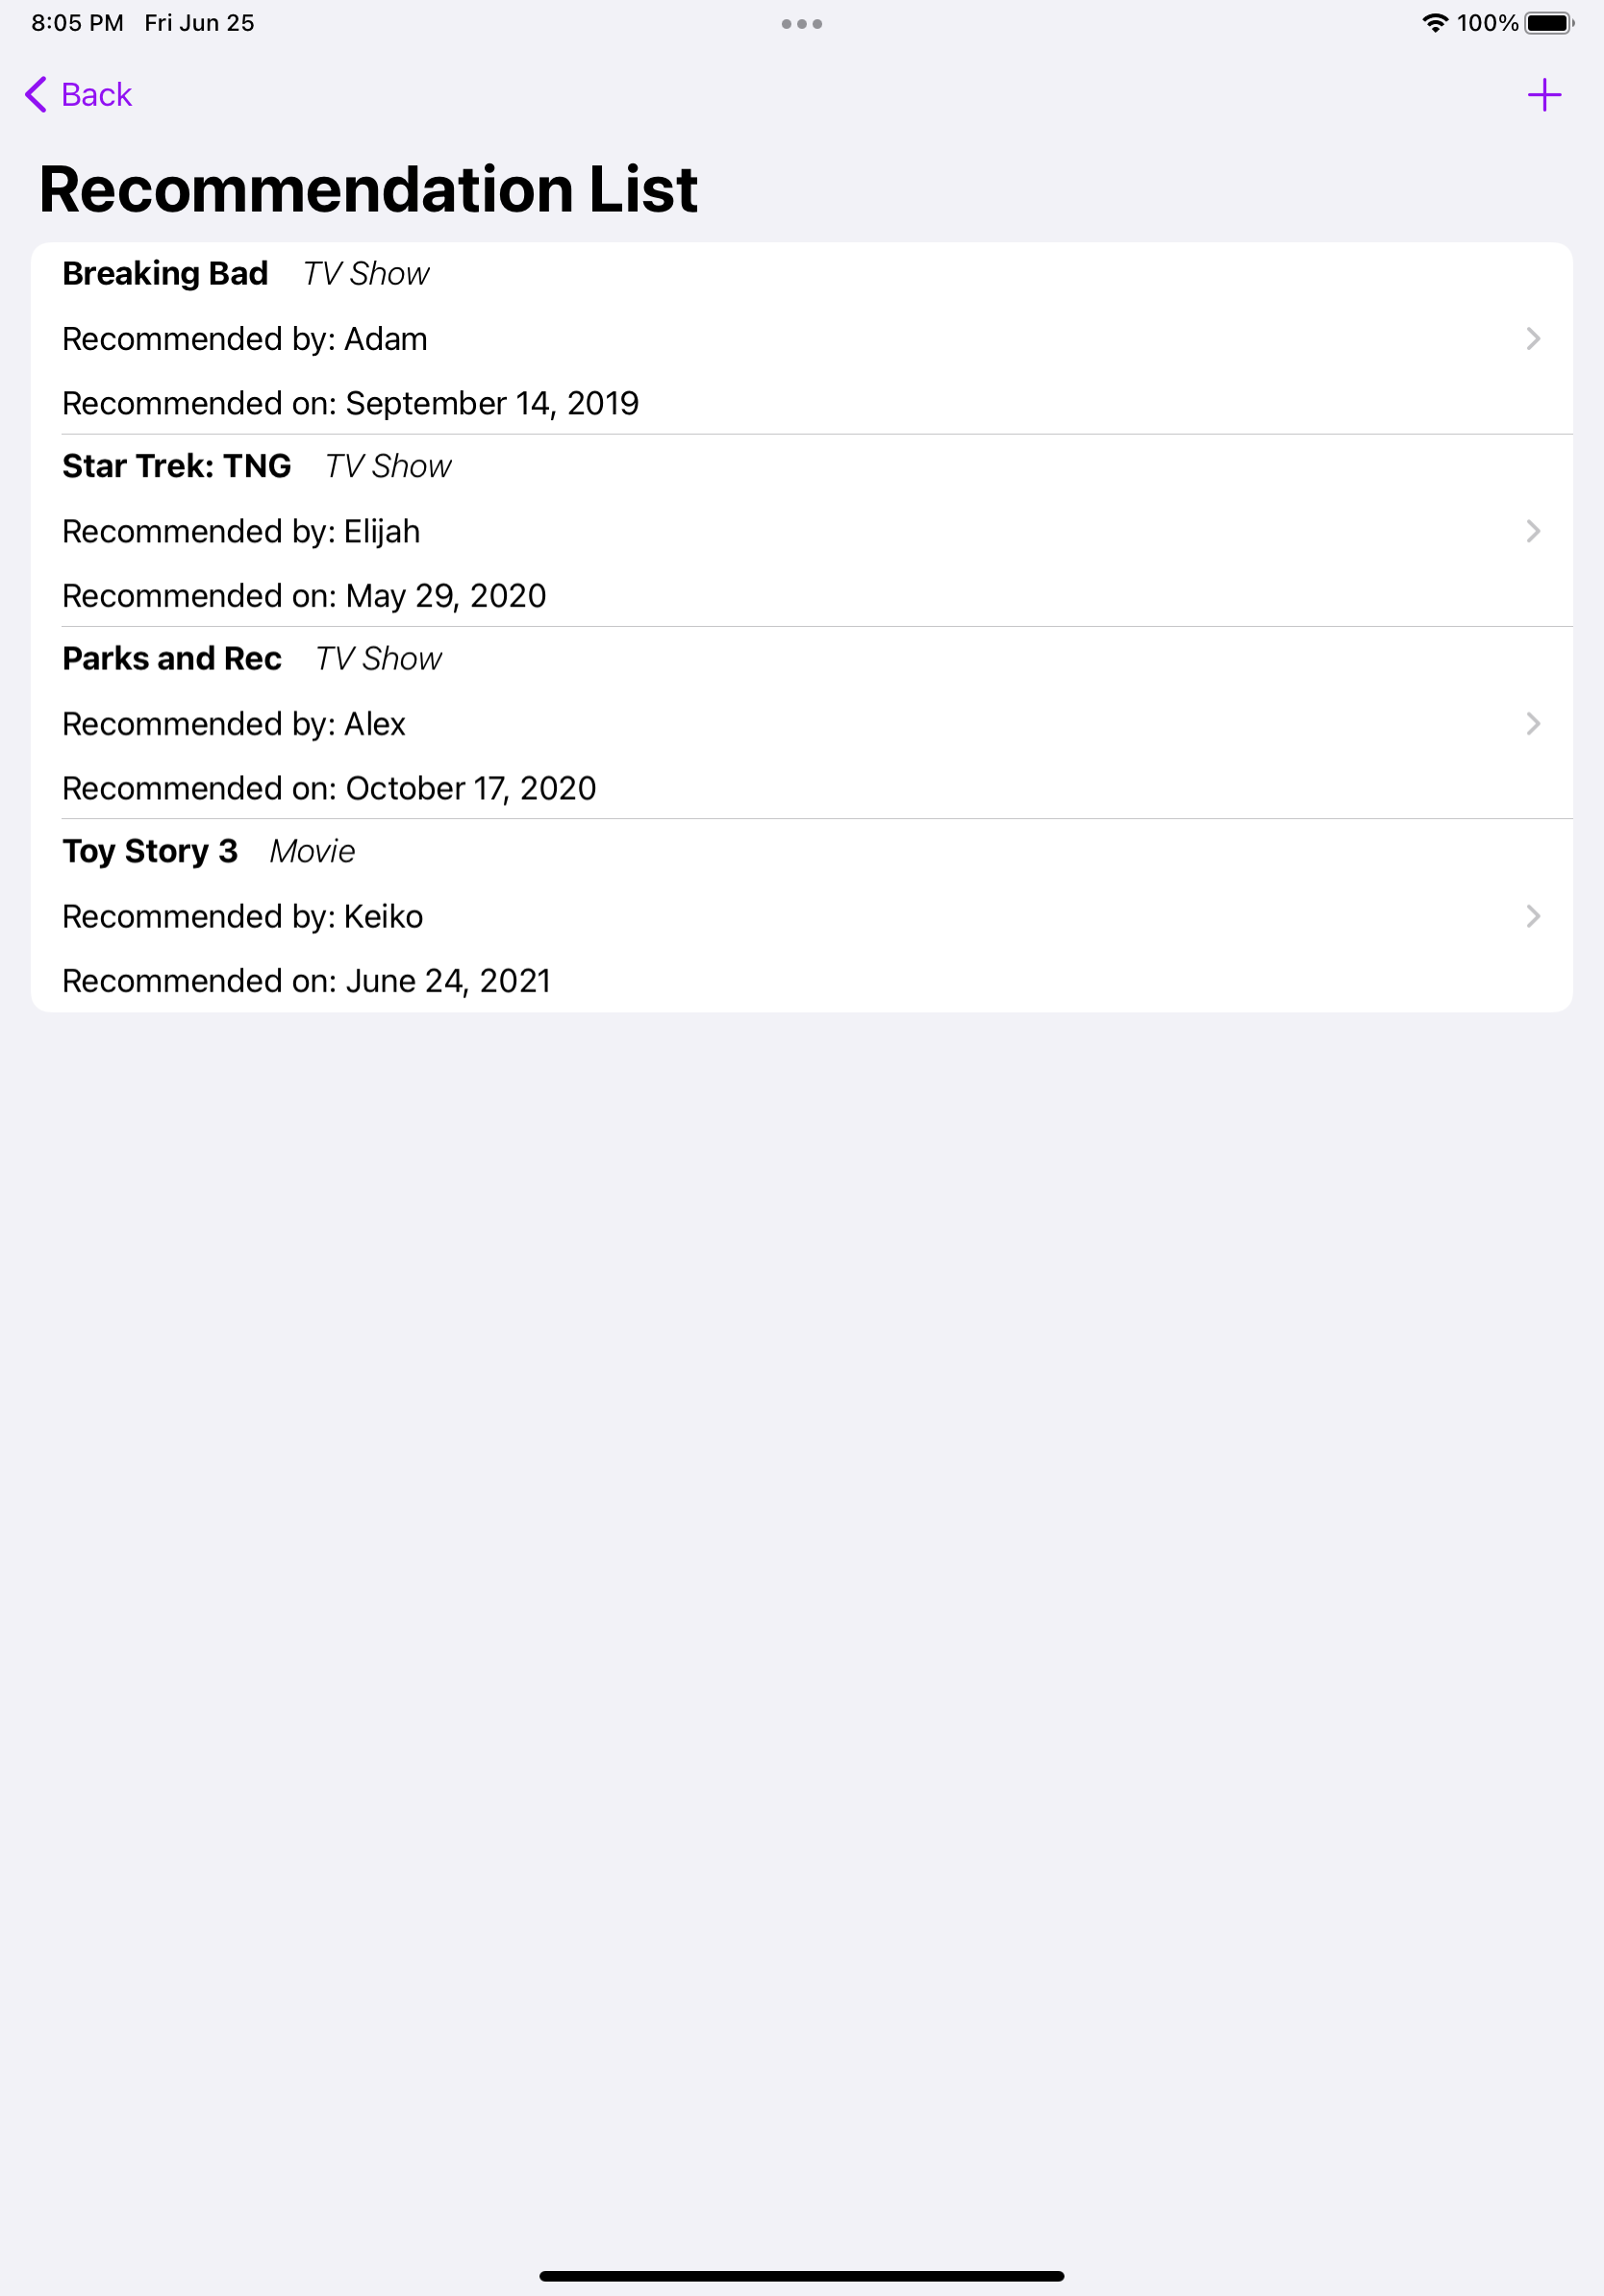 8:05 PM Fri Jun 25 100%
Back
Recommendation List
Breaking Bad TV Show
Recommended by: Adam
Recommended on: September 14, 2019
Star Trek: TNG TV Show
Recommended by: Elijah
Recommended on: May 29, 2020
Parks and Rec TV Show
Recommended by: Alex
Recommended on: October 17, 2020
Toy Story 3 Movie
Recommended by: Keiko
Recommended on: June 24, 2021